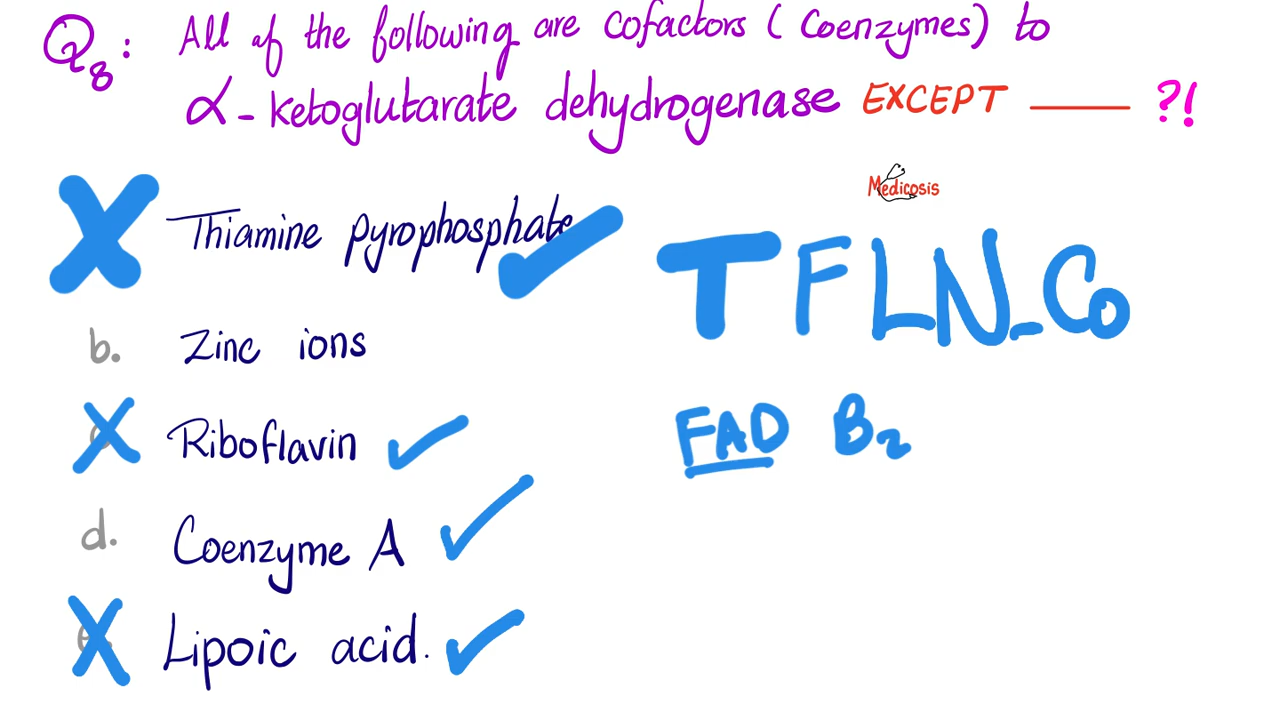 Q8: All of the following are cofactors (Coenzymes) to
α-ketoglutarate dehydrogenase EXCEPT ____ ?!
Medicosis
Thiamine pyrophosphate
TFLN-Co
b. Zinc ions
Riboflavin
FAD B2
d. Coenzyme A
Lipoic acid.